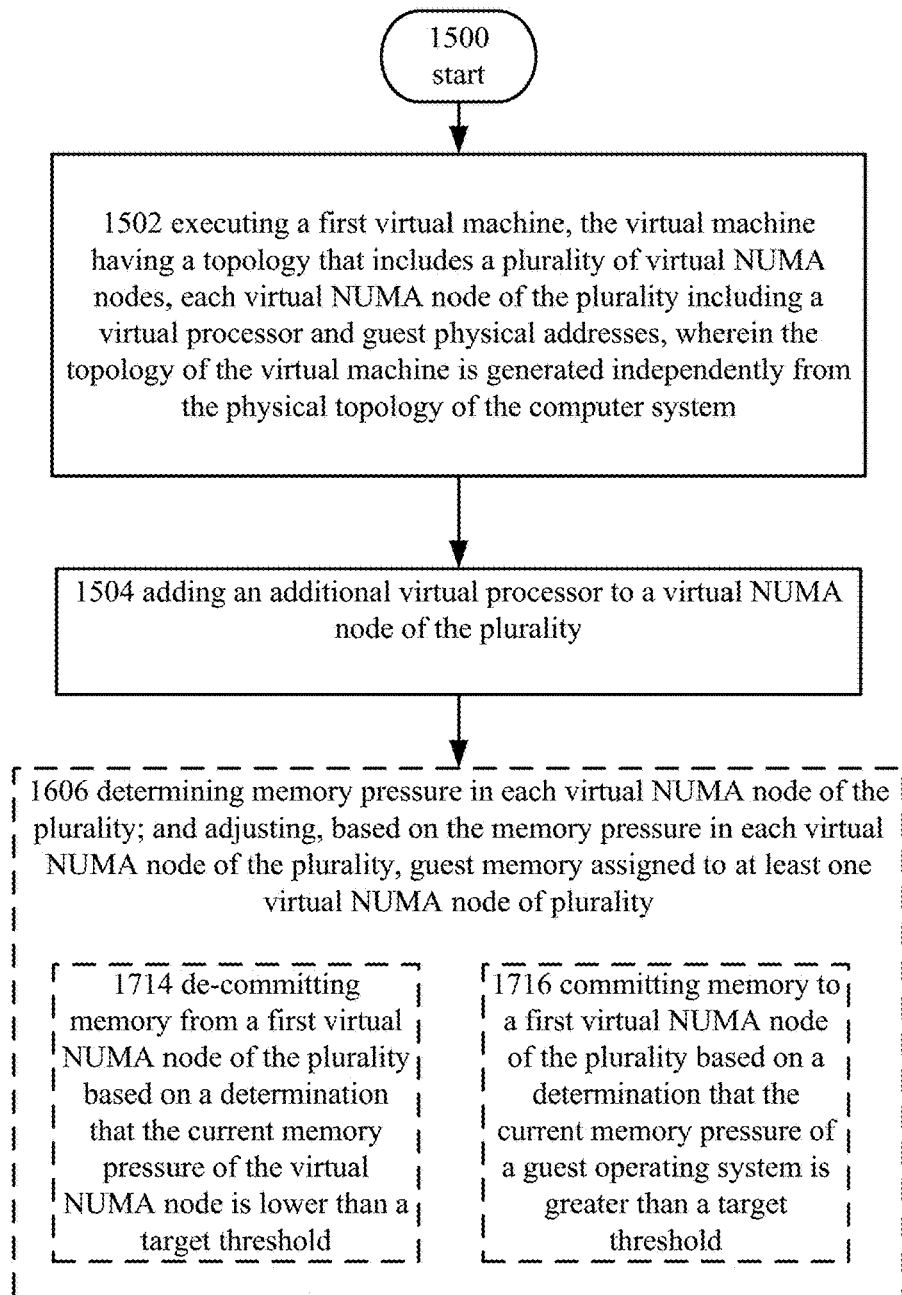 1500
start
1502 executing a first virtual machine, the virtual machine
having a topology that includes a plurality of virtual NUMA
nodes, each virtual NUMA node of the plurality including a
virtual processor and guest physical addresses, wherein the
topology of the virtual machine is generated independently from
the physical topology of the computer system
1504 adding an additional virtual processor to a virtual NUMA
node of the plurality
1606 determining memory pressure in each virtual NUMA node of the
plurality; and adjusting, based on the memory pressure in each virtual
NUMA node of the plurality, guest memory assigned to at least one
virtual NUMA node of plurality
1714 de-committing
memory from a first virtual
NUMA node of the plurality
based on a determination
that the current memory
pressure of the virtual
NUMA node is lower than a
target threshold
1716 committing memory to
a first virtual NUMA node
of the plurality based on a
determination that the
current memory pressure of
a guest operating system is
greater than a target
threshold